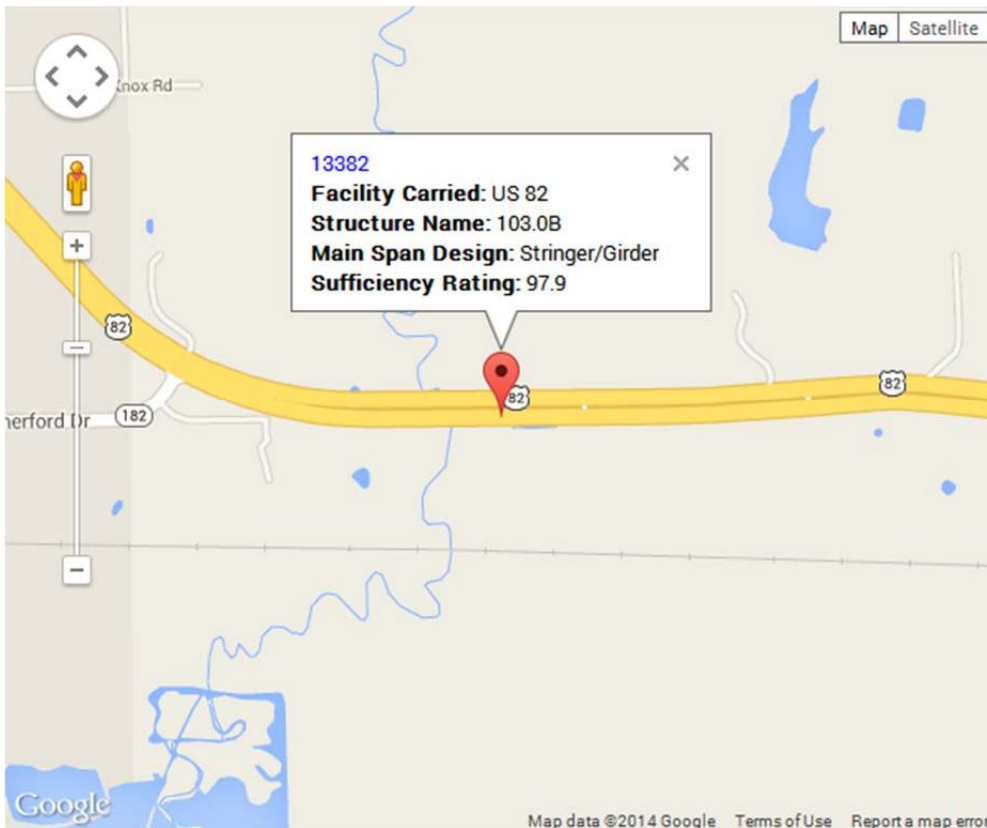 Map Satellite
Knox Rd
13382
Facility Carried: US 82
Structure Name: 103.0B
Main Span Design: Stringer/Girder
Sufficiency Rating: 97.9
82
82
82
herford Dr
182
Google
Map data ©2014 Google Terms of Use Report a map error